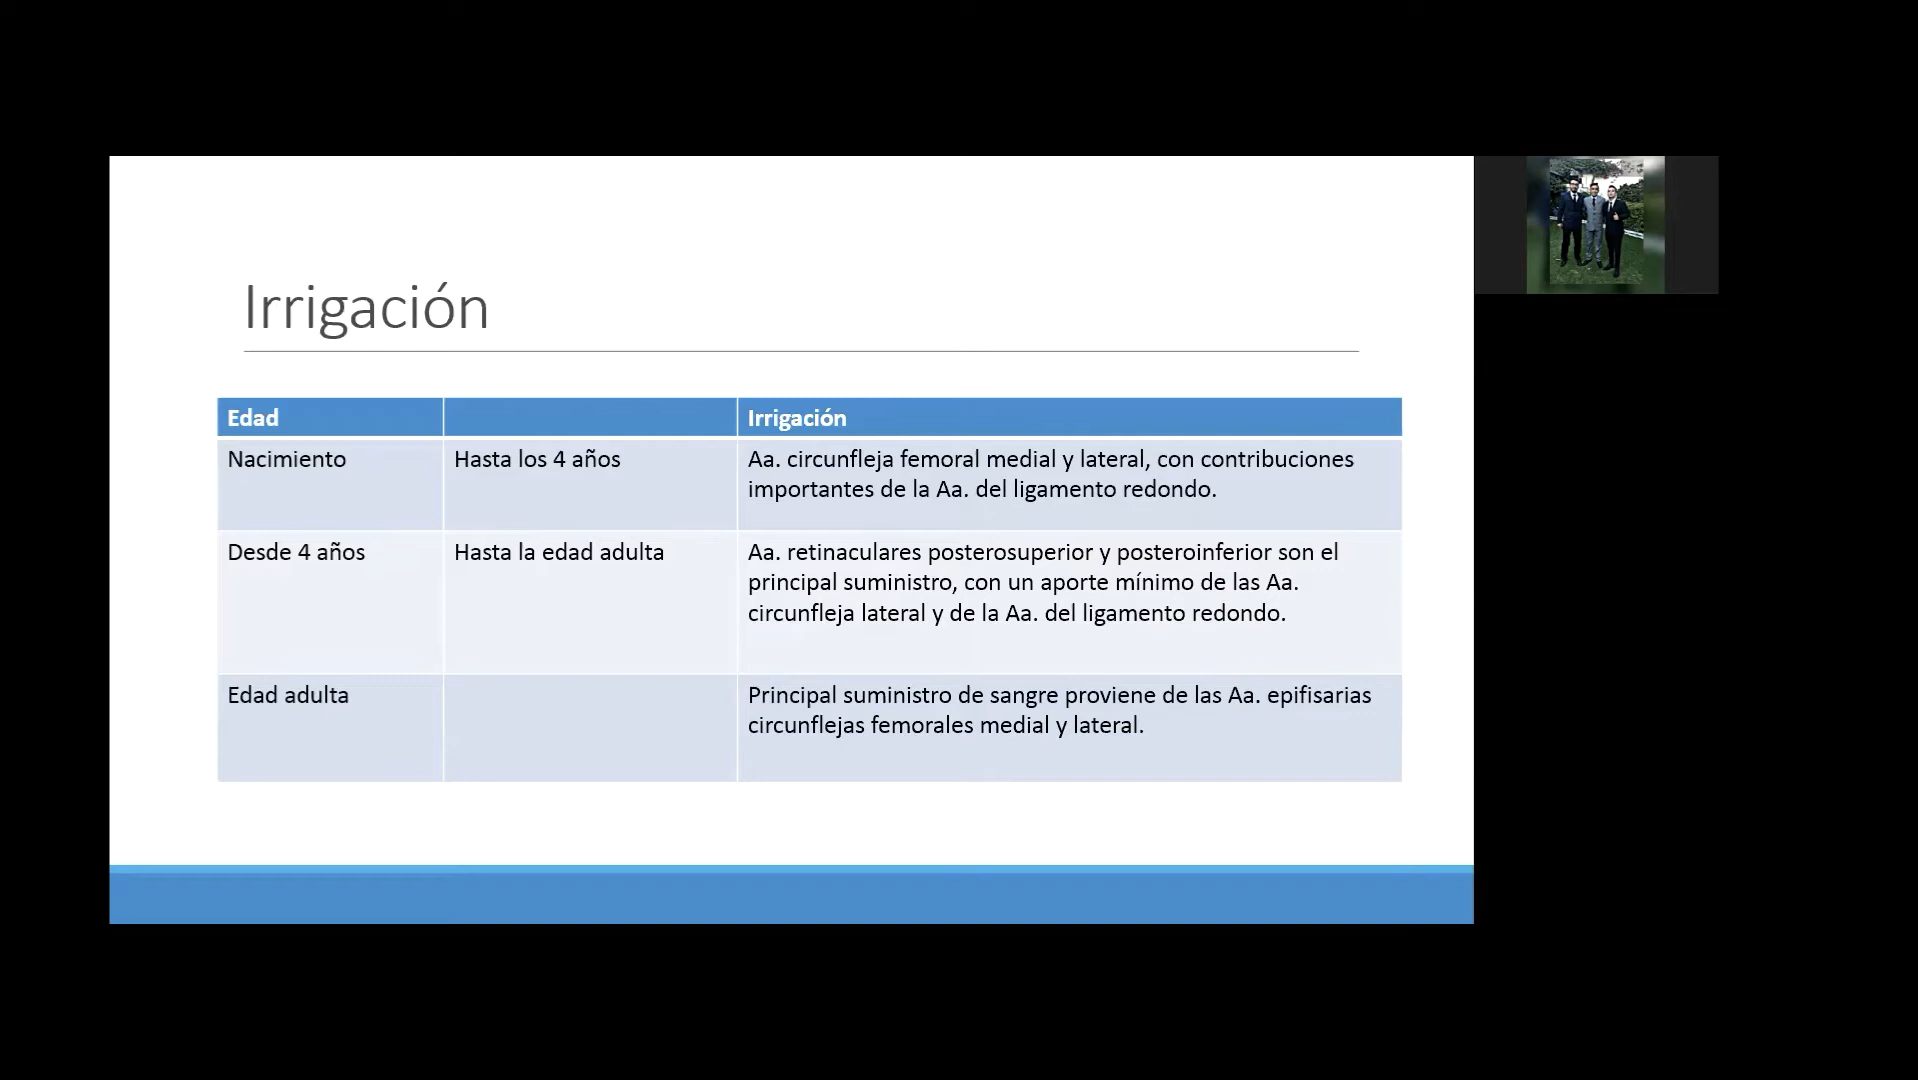 Irrigación
Edad
Irrigación
Nacimiento
Hasta los 4 años
Aa. circunfleja femoral medial y lateral, con contribuciones
importantes de la Aa. del ligamento redondo.
Desde 4 años
Hasta la edad adulta
Aa. retinaculares posterosuperior y posteroinferior son el
principal suministro, con un aporte mínimo de las Aa.
circunfleja lateral y de la Aa. del ligamento redondo.
Edad adulta
Principal suministro de sangre proviene de las Aa. epifisarias
circunflejas femorales medial y lateral.